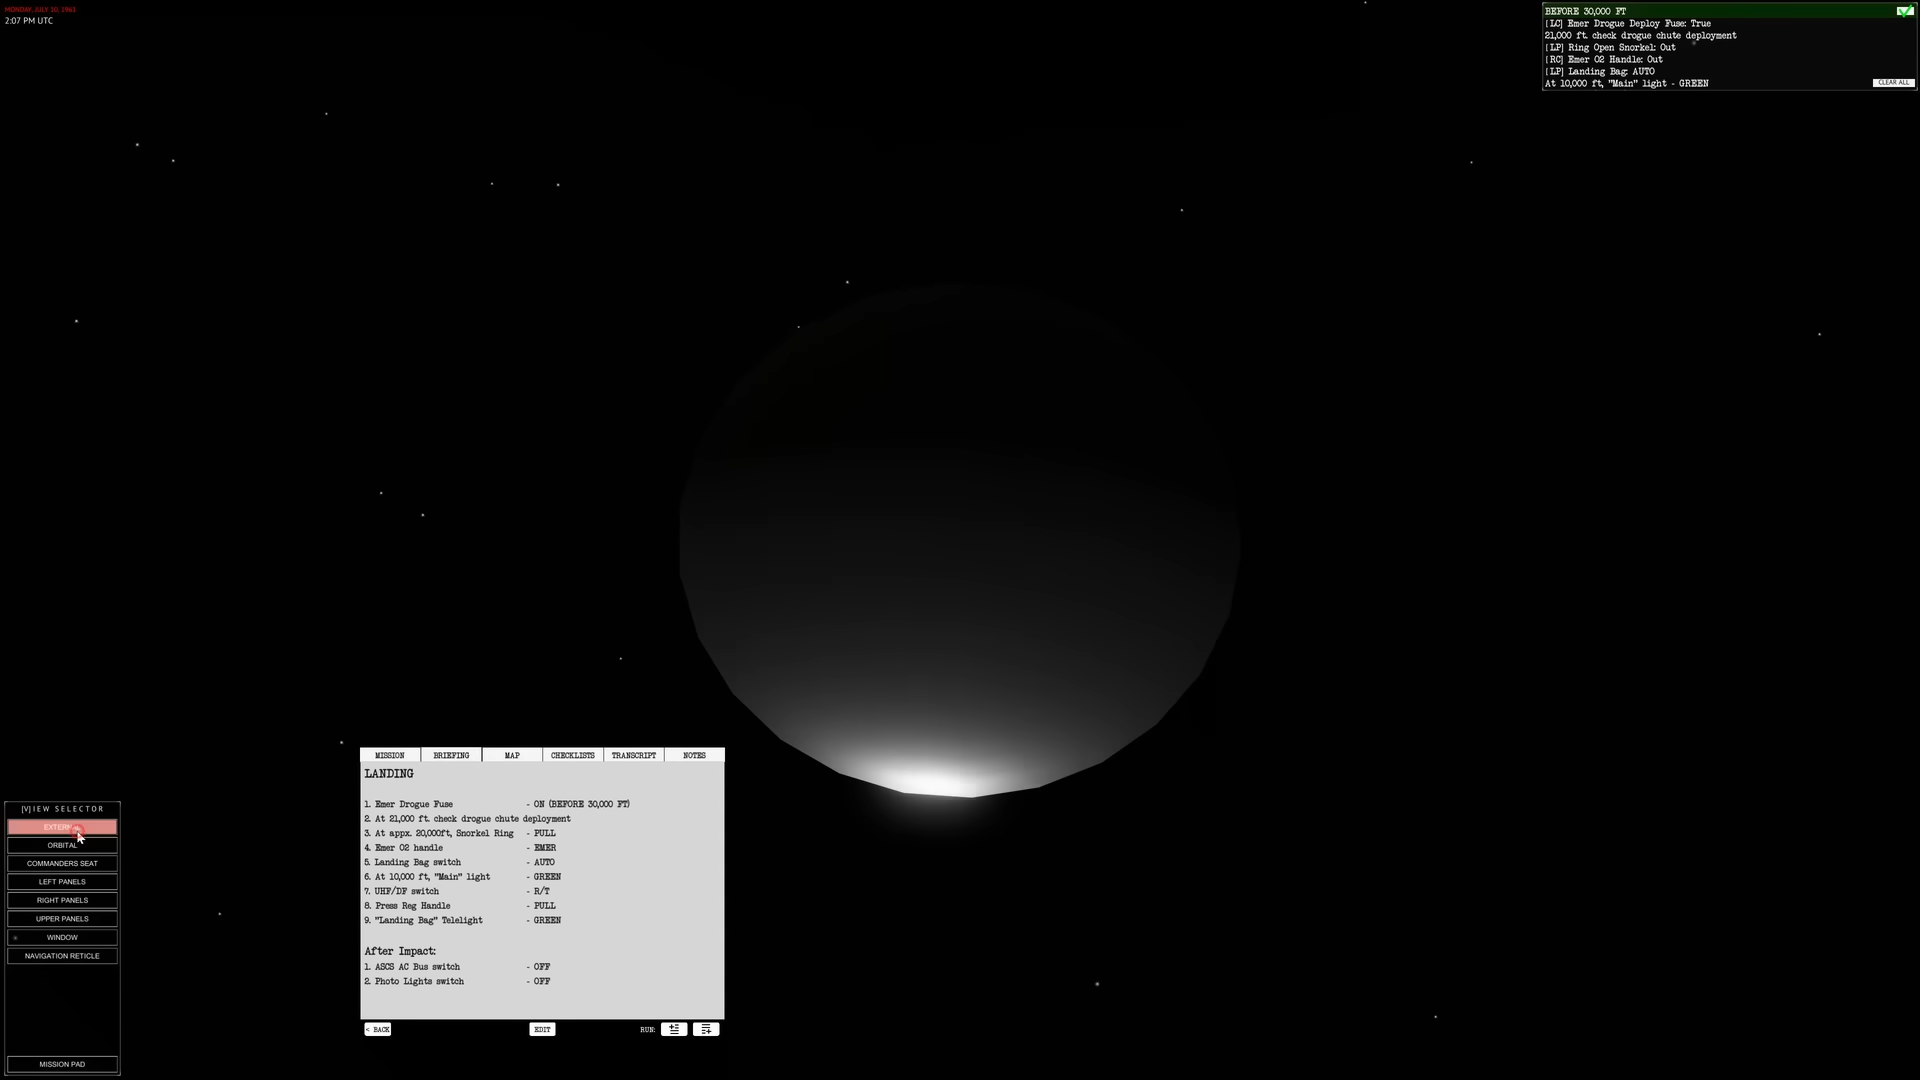 MONDAY, JULY 10, 1961
2:07 PM UTC
BEFORE 30,000 FT
[LC] Emer Drogue Deploy Fuse: True
21,000 ft. check drogue chute deployment
[LP] Ring Open Snorkel: Out
[RC] Emer O2 Handle: Out
[LP] Landing Bag: AUTO
At 10,000 ft, "Main" light - GREEN
CLEAR ALL
MISSION BRIEFING MAP CHECKLISTS TRANSCRIPT NOTES
LANDING
1. Emer Drogue Fuse - ON (BEFORE 30,000 FT)
2. At 21,000 ft. check drogue chute deployment
3. At appx. 20,000ft, Snorkel Ring - PULL
4. Emer O2 handle - EMER
5. Landing Bag switch - AUTO
6. At 10,000 ft, "Main" light - GREEN
7. UHF/DF switch - R/T
8. Press Reg Handle - PULL
9. "Landing Bag" Telelight - GREEN
After Impact:
1. ASCS AC Bus switch - OFF
2. Photo Lights switch - OFF
< BACK EDIT RUN:
[V]IEW SELECTOR
EXTERNAL
ORBITAL
COMMANDERS SEAT
LEFT PANELS
RIGHT PANELS
UPPER PANELS
WINDOW
NAVIGATION RETICLE
MISSION PAD